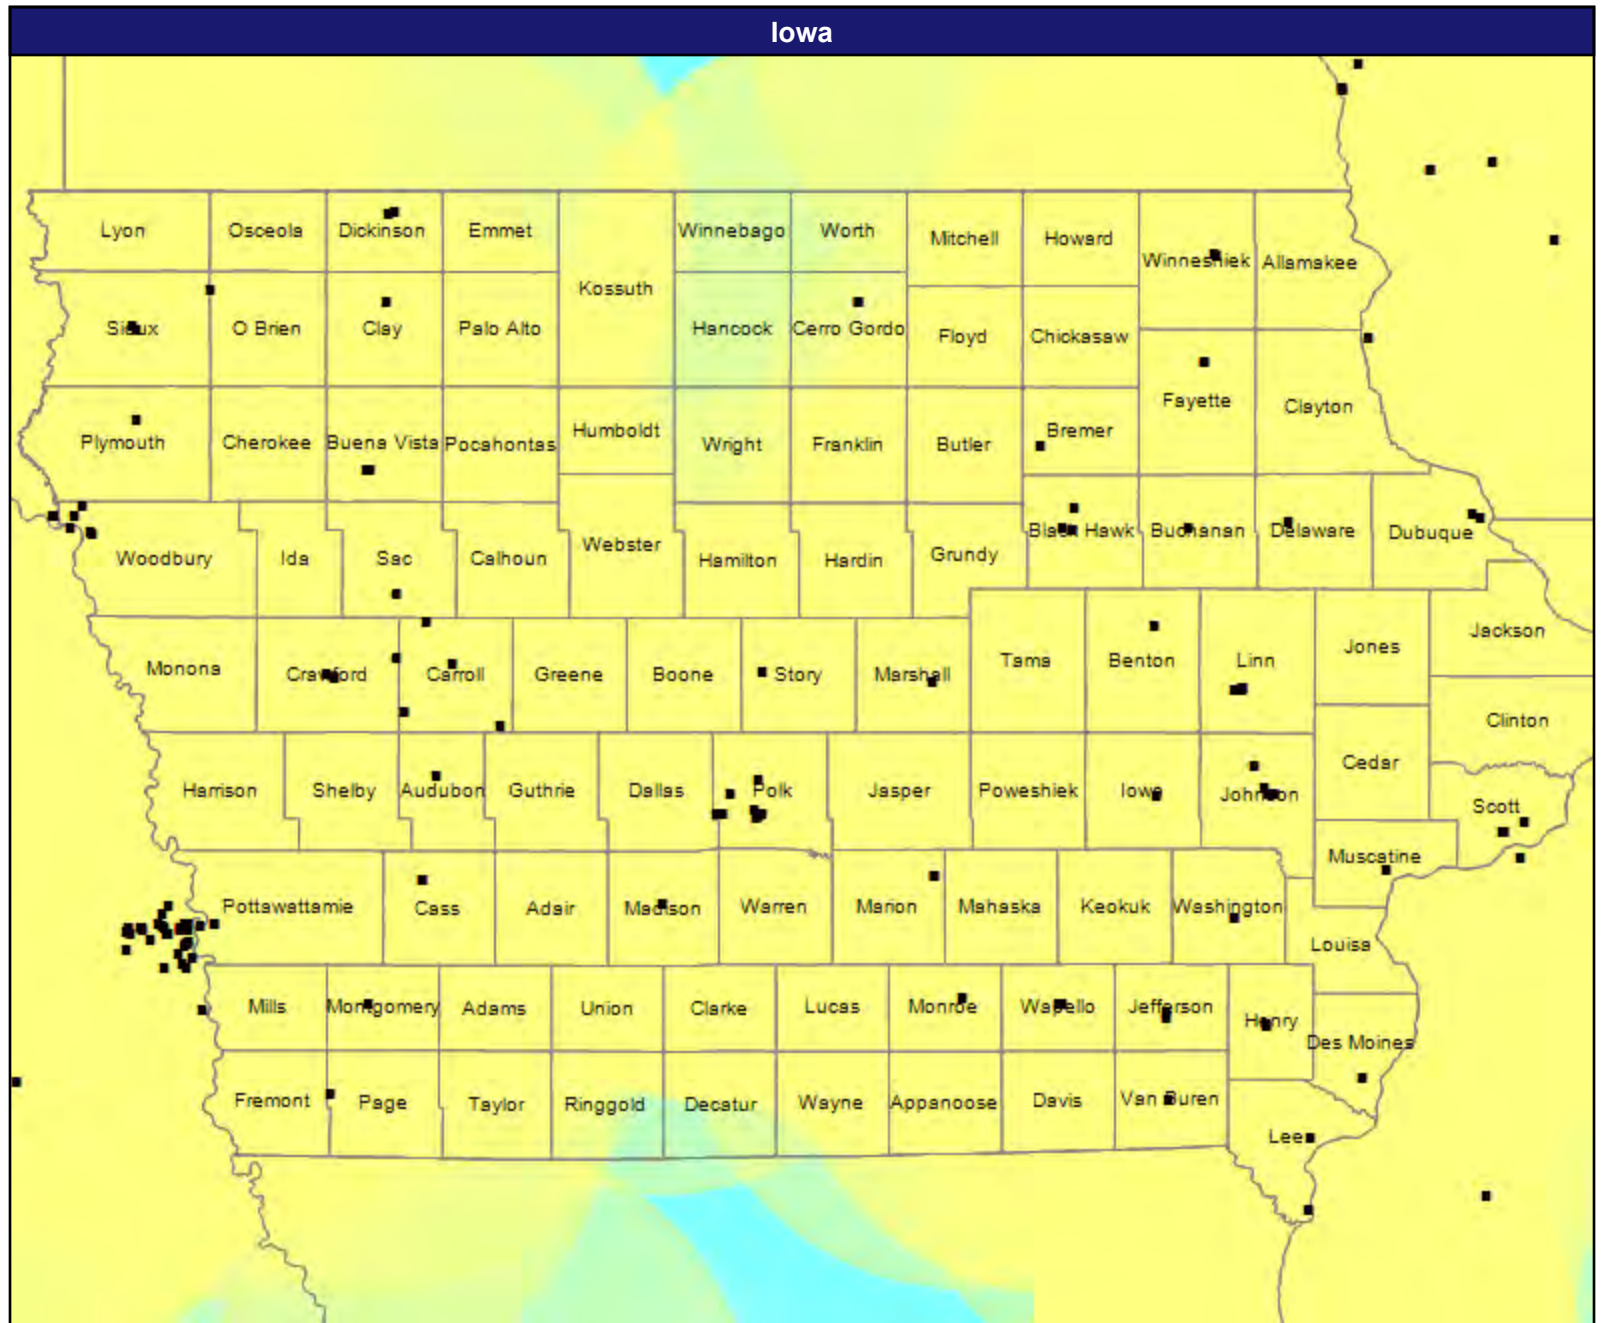 Iowa
Lyon
Osceola
Dickinson
Emmet
Winnebago
Worth
Mitchell
Howard
Winneshiek
Allamakee
Kossuth
Sioux
O Brien
Clay
Palo Alto
Hancock
Cerro Gordo
Floyd
Chickasaw
Fayette
Clayton
Plymouth
Cherokee
Buena Vista
Pocahontas
Humboldt
Wright
Franklin
Butler
Bremer
Woodbury
Ida
Sac
Calhoun
Webster
Hamilton
Hardin
Grundy
Black Hawk
Buchanan
Delaware
Dubuque
Monona
Crawford
Carroll
Greene
Boone
Story
Marshall
Tama
Benton
Linn
Jones
Jackson
Clinton
Harrison
Shelby
Audubon
Guthrie
Dallas
Polk
Jasper
Poweshiek
Iowa
Johnson
Cedar
Scott
Muscatine
Pottawattamie
Cass
Adair
Madison
Warren
Marion
Mahaska
Keokuk
Washington
Louisa
Mills
Montgomery
Adams
Union
Clarke
Lucas
Monroe
Wapello
Jefferson
Henry
Des Moines
Fremont
Page
Taylor
Ringgold
Decatur
Wayne
Appanoose
Davis
Van Buren
Lee